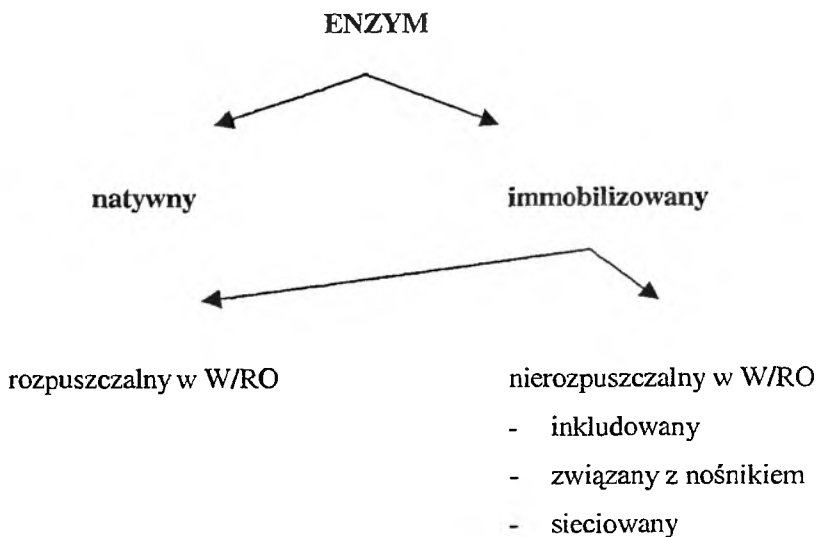 ENZYM
natywny
immobilizowany
rozpuszczalny w W/RO
nierozpuszczalny w W/RO
- inkludowany
- związany z nośnikiem
- sieciowany